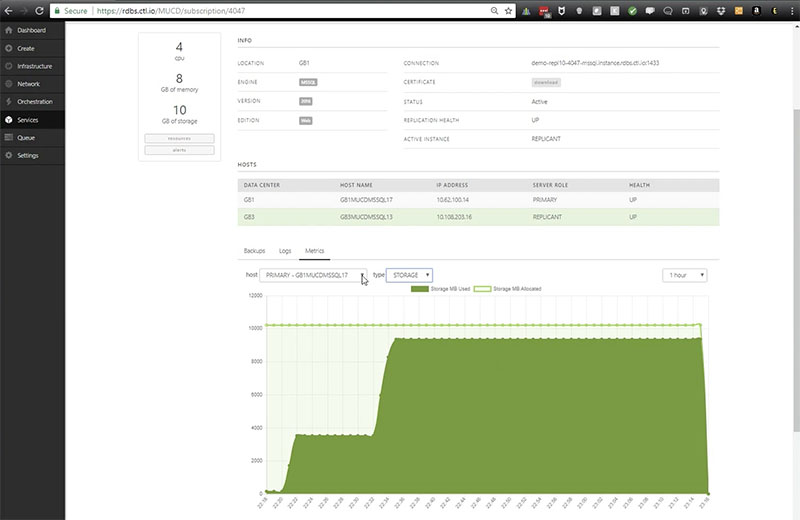 Secure https://rdbs.ctl.io/MUCD/subscription/4047
Dashboard
Create
Infrastructure
Network
Orchestration
Services
Queue
Settings
4
cpu
8
GB of memory
10
GB of storage
resources
alerts
INFO
LOCATION GB1
ENGINE MSSQL
VERSION
EDITION Web
CONNECTION demo-repl10-4047-mssql.instance.rdbs.ctl.io:1433
CERTIFICATE download
STATUS Active
REPLICATION HEALTH UP
ACTIVE INSTANCE REPLICANT
HOSTS
DATA CENTER HOST NAME IP ADDRESS SERVER ROLE HEALTH
GB1 GB1MUCDMSSQL17 10.62.100.14 PRIMARY UP
GB3 GB3MUCDMSSQL13 10.108.203.16 REPLICANT UP
Backups Logs Metrics
host PRIMARY - GB1MUCDMSSQL17 type STORAGE 1 hour
Storage MB Used Storage MB Allocated
12000
10000
8000
6000
4000
2000
0
22:18 22:20 22:22 22:24 22:26 22:28 22:30 22:32 22:34 22:36 22:38 22:40 22:42 22:44 22:46 22:48 22:50 22:52 22:54 22:56 22:58 23:00 23:02 23:04 23:06 23:08 23:10 23:12 23:14 23:16